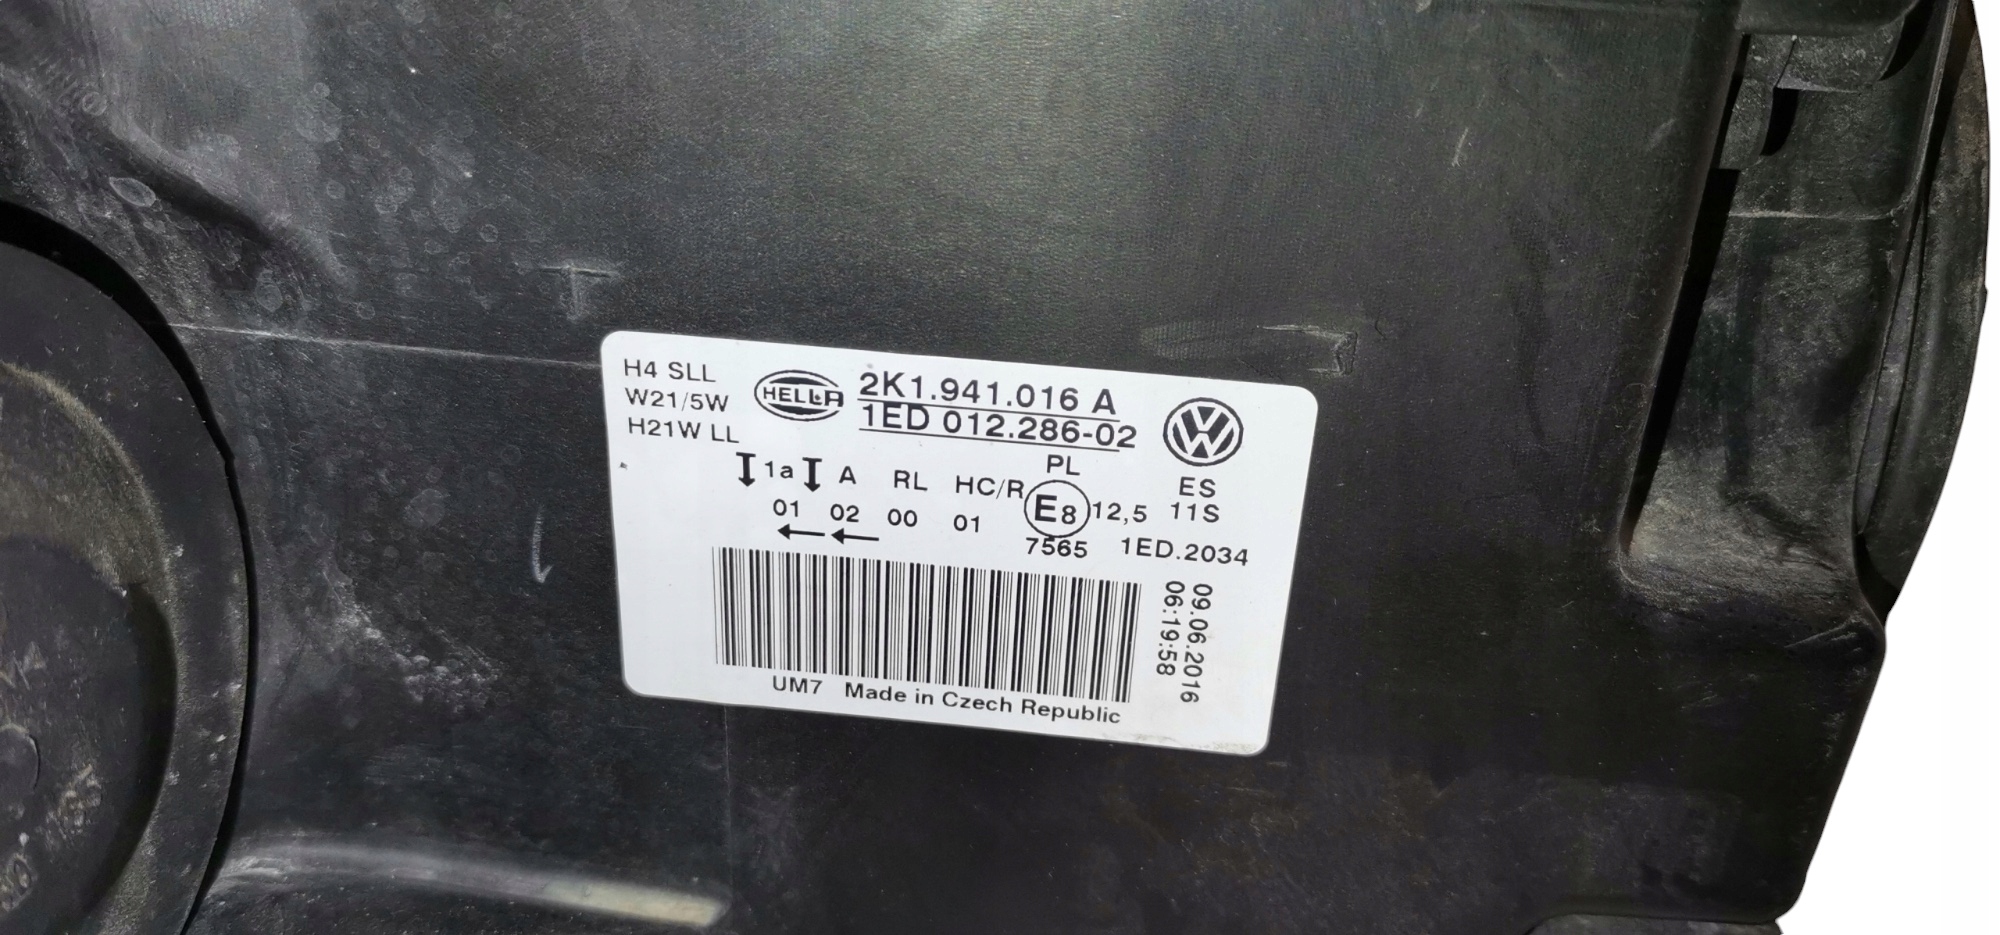 H4 SLL
W21/5W
H21W LL
HELLA
2K1.941.016 A
1ED 012.286-02
1a A RL HC/R PL
01 02 00 01 E8 12,5
7565
ES
11S
1ED.2034
09.06.2016
06:19:58
UM7 Made in Czech Republic